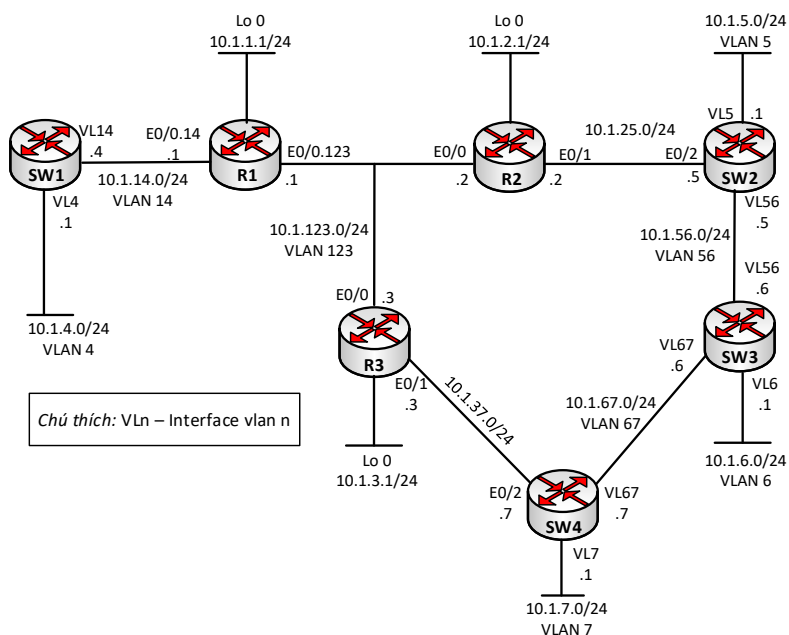 Lo 0
10.1.1.1/24
Lo 0
10.1.2.1/24
10.1.5.0/24
VLAN 5
VL14
.4
SW1
10.1.14.0/24
VLAN 14
E0/0.14
.1
R1
E0/0.123
.1
E0/0
.2
R2
E0/1
.2
10.1.25.0/24
VL5
.1
E0/2
.5
SW2
VL56
.5
VL4
.1
10.1.4.0/24
VLAN 4
10.1.123.0/24
VLAN 123
10.1.56.0/24
VLAN 56
E0/0
.3
R3
E0/1
.3
Lo 0
10.1.3.1/24
10.1.37.0/24
VL56
.6
SW3
VL67
.6
VL6
.1
10.1.67.0/24
VLAN 67
10.1.6.0/24
VLAN 6
Chú thích: VLn – Interface vlan n
E0/2
.7
SW4
VL67
.7
VL7
.1
10.1.7.0/24
VLAN 7